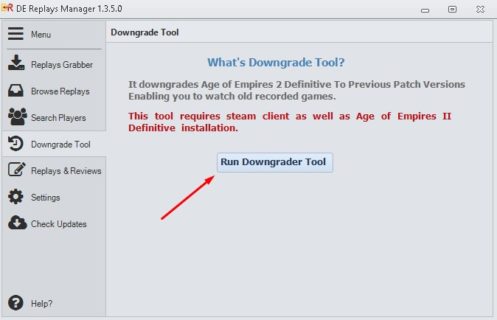 DE Replays Manager 1.3.5.0
Menu
Replays Grabber
Browse Replays
Search Players
Downgrade Tool
Replays & Reviews
Settings
Check Updates
Help?
Downgrade Tool
What's Downgrade Tool?
It downgrades Age of Empires 2 Definitive To Previous Patch Versions
Enabling you to watch old recorded games.
This tool requires steam client as well as Age of Empires II
Definitive installation.
Run Downgrader Tool